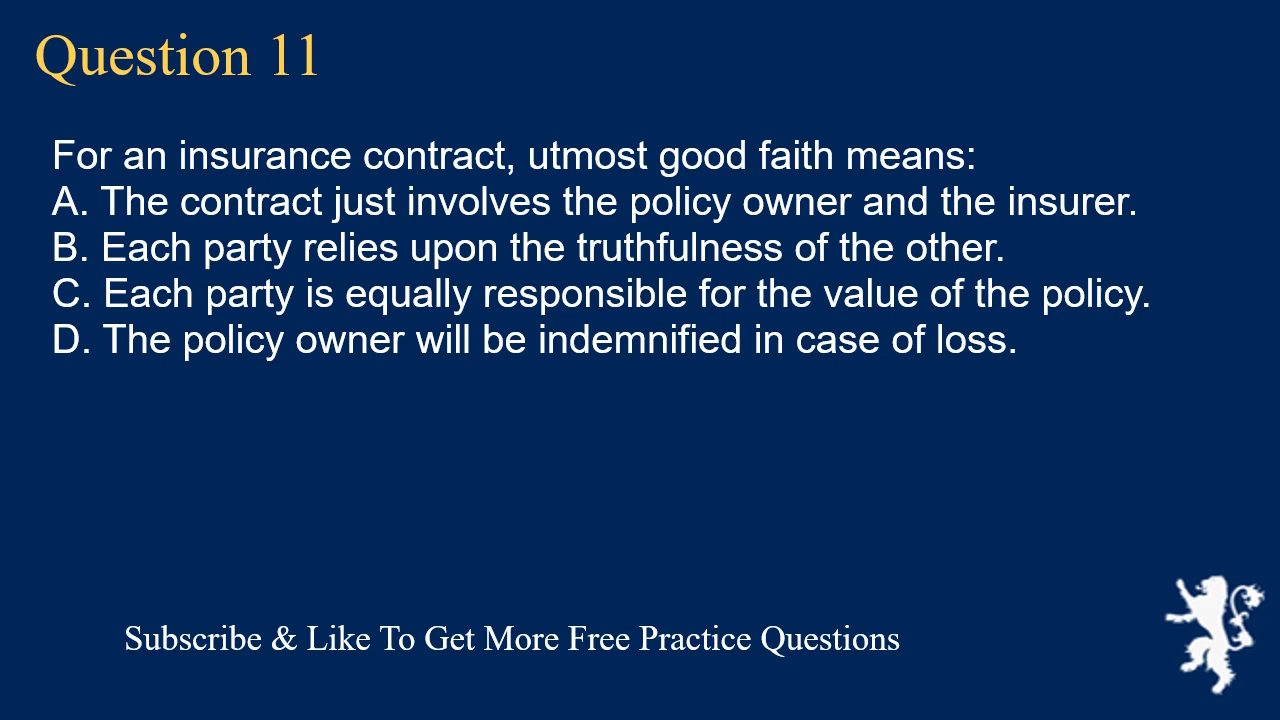 Question 11
For an insurance contract, utmost good faith means:
A. The contract just involves the policy owner and the insurer.
B. Each party relies upon the truthfulness of the other.
C. Each party is equally responsible for the value of the policy.
D. The policy owner will be indemnified in case of loss.
Subscribe & Like To Get More Free Practice Questions